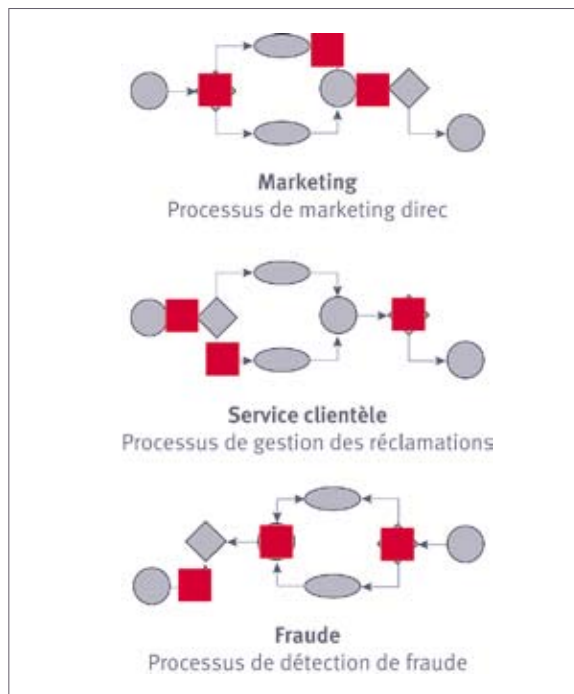 Marketing
Processus de marketing direc
Service clientèle
Processus de gestion des réclamations
Fraude
Processus de détection de fraude